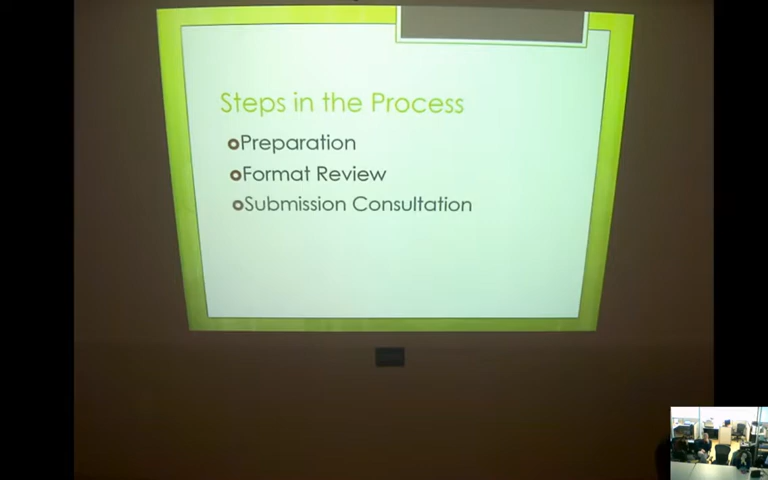 Steps in the Process
Preparation
Format Review
Submission Consultation